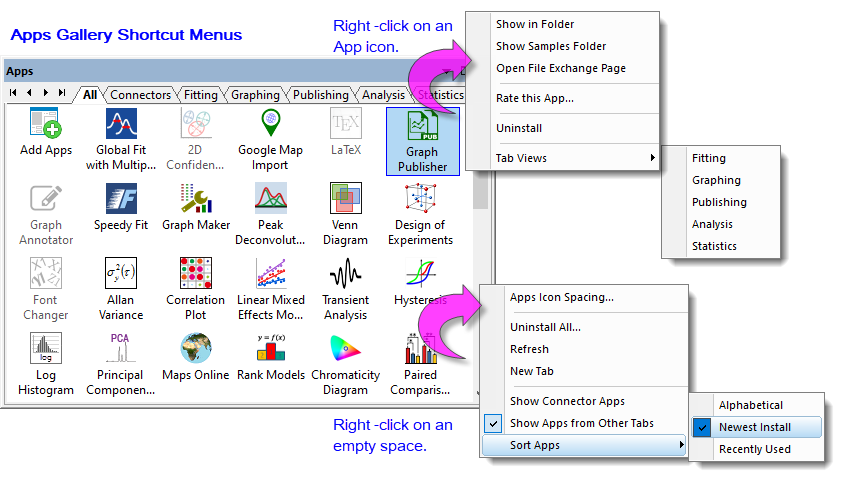 Apps Gallery Shortcut Menus
Right -click on an
App icon.
Apps
All Connectors Fitting Graphing Publishing Analysis Statistics
Add Apps
Global Fit
with Multip...
2D
Confiden...
Google Map
Import
LaTeX
LaTeX
PUB
Graph
Publisher
Graph
Annotator
Speedy Fit
Graph Maker
Peak
Deconvolut...
Venn
Diagram
Design of
Experiments
Font
Changer
σy²(τ)
Allan
Variance
Correlation
Plot
Linear Mixed
Effects Mo...
Transient
Analysis
Hysteresis
log
Log
Histogram
PCA
Principal
Componen...
Maps Online
y = f(x)
Rank Models
Chromaticity
Diagram
Paired
Comparis...
Show in Folder
Show Samples Folder
Open File Exchange Page
Rate this App...
Uninstall
Tab Views
Fitting
Graphing
Publishing
Analysis
Statistics
Apps Icon Spacing...
Uninstall All...
Refresh
New Tab
Show Connector Apps
Show Apps from Other Tabs
Sort Apps
Alphabetical
Newest Install
Recently Used
Right -click on an
empty space.